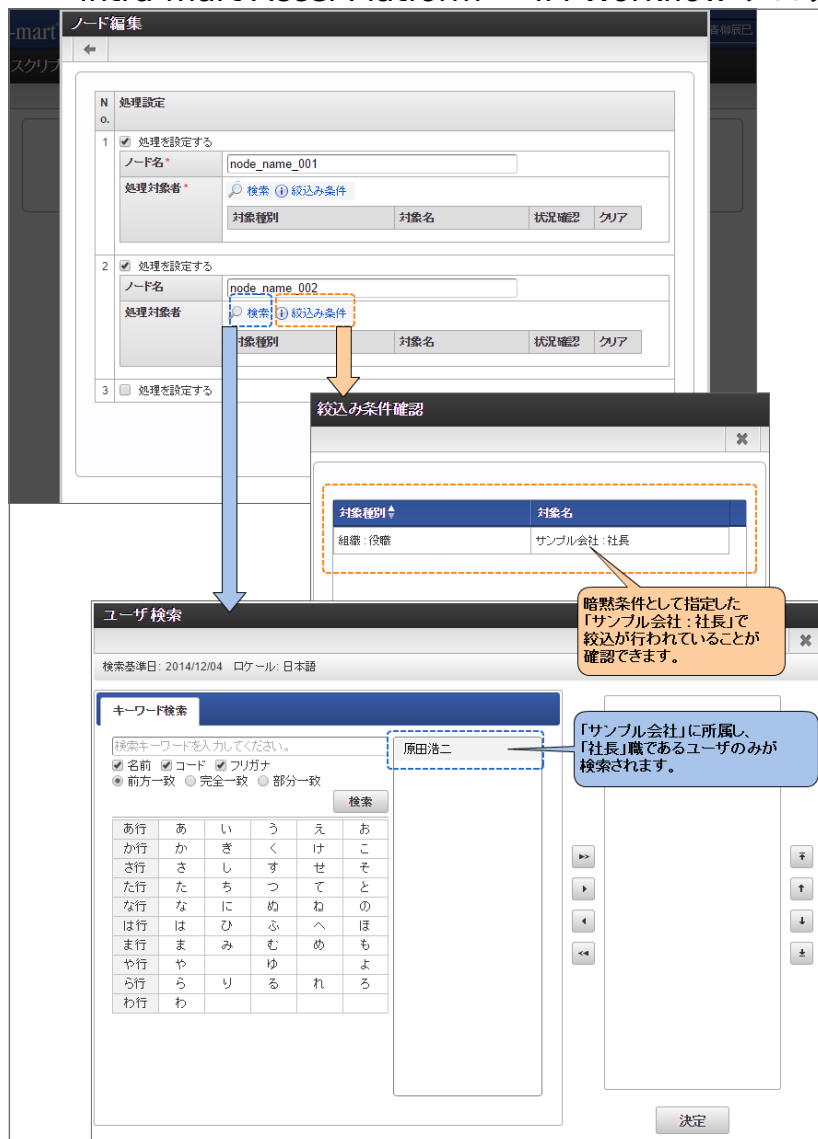 ノード編集
-mart
青柳辰巳
スクリプ
No. 処理設定
1 処理を設定する
ノード名* node_name_001
処理対象者* 検索 絞込み条件
対象種別 対象名 状況確認 クリア
2 処理を設定する
ノード名 node_name_002
処理対象者 検索 絞込み条件
対象種別 対象名 状況確認 クリア
3 処理を設定する
絞込み条件確認
対象種別 対象名
組織 : 役職 サンプル会社 : 社長
暗黙条件として指定した
「サンプル会社 : 社長」で
絞込が行われていることが
確認できます。
ユーザ検索
検索基準日: 2014/12/04 ロケール: 日本語
キーワード検索
検索キーワードを入力してください。
名前 コード フリガナ
前方一致 完全一致 部分一致
検索
原田浩二
「サンプル会社」に所属し、
「社長」職であるユーザのみが
検索されます。
あ行 あ い う え お
か行 か き く け こ
さ行 さ し す せ そ
た行 た ち つ て と
な行 な に ぬ ね の
は行 は ひ ふ へ ほ
ま行 ま み む め も
や行 や ゆ よ
ら行 ら り る れ ろ
わ行 わ
決定